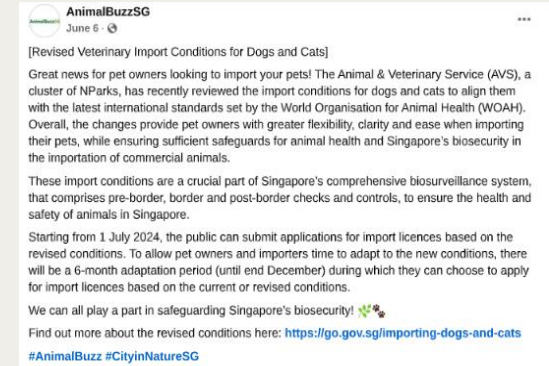 AnimalBuzzSG
June 6 ·
[Revised Veterinary Import Conditions for Dogs and Cats]
Great news for pet owners looking to import your pets! The Animal & Veterinary Service (AVS), a
cluster of NParks, has recently reviewed the import conditions for dogs and cats to align them
with the latest international standards set by the World Organisation for Animal Health (WOAH).
Overall, the changes provide pet owners with greater flexibility, clarity and ease when importing
their pets, while ensuring sufficient safeguards for animal health and Singapore's biosecurity in
the importation of commercial animals.
These import conditions are a crucial part of Singapore's comprehensive biosurveillance system,
that comprises pre-border, border and post-border checks and controls, to ensure the health and
safety of animals in Singapore.
Starting from 1 July 2024, the public can submit applications for import licences based on the
revised conditions. To allow pet owners and importers time to adapt to the new conditions, there
will be a 6-month adaptation period (until end December) during which they can choose to apply
for import licences based on the current or revised conditions.
We can all play a part in safeguarding Singapore's biosecurity! 🌿🐾
Find out more about the revised conditions here: https://go.gov.sg/importing-dogs-and-cats
#AnimalBuzz #CityinNatureSG